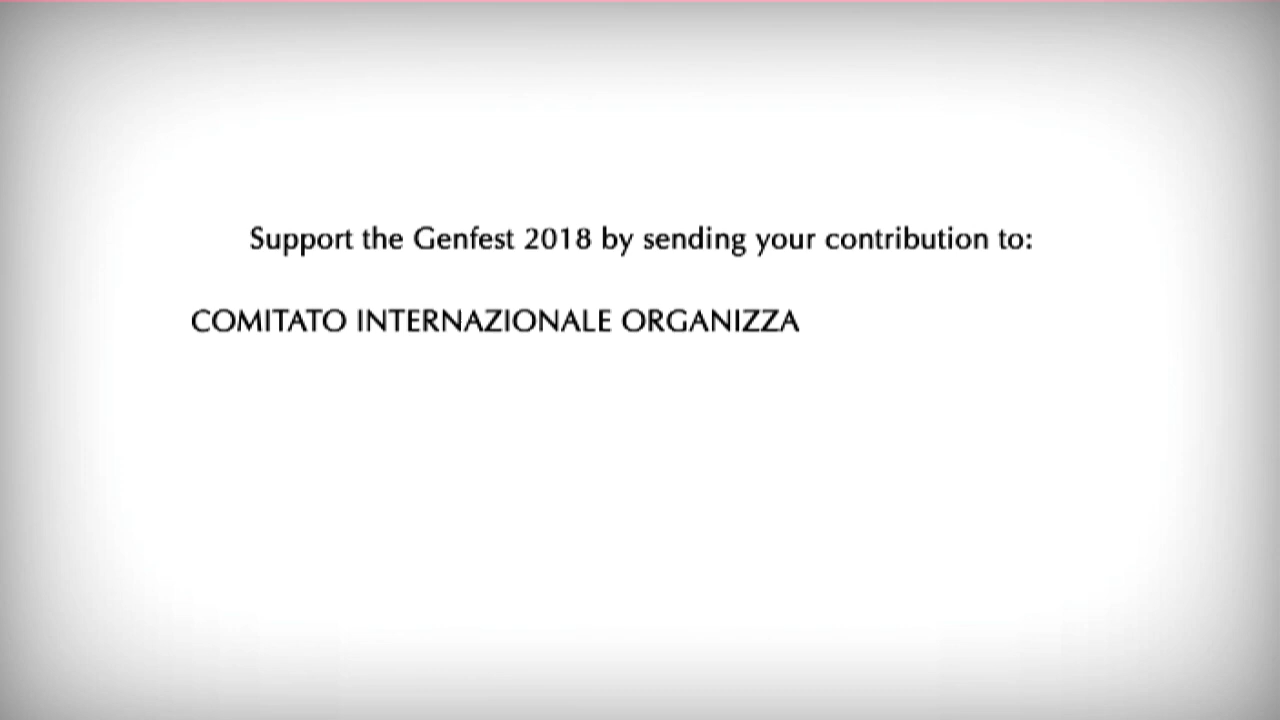 Support the Genfest 2018 by sending your contribution to:
COMITATO INTERNAZIONALE ORGANIZZA